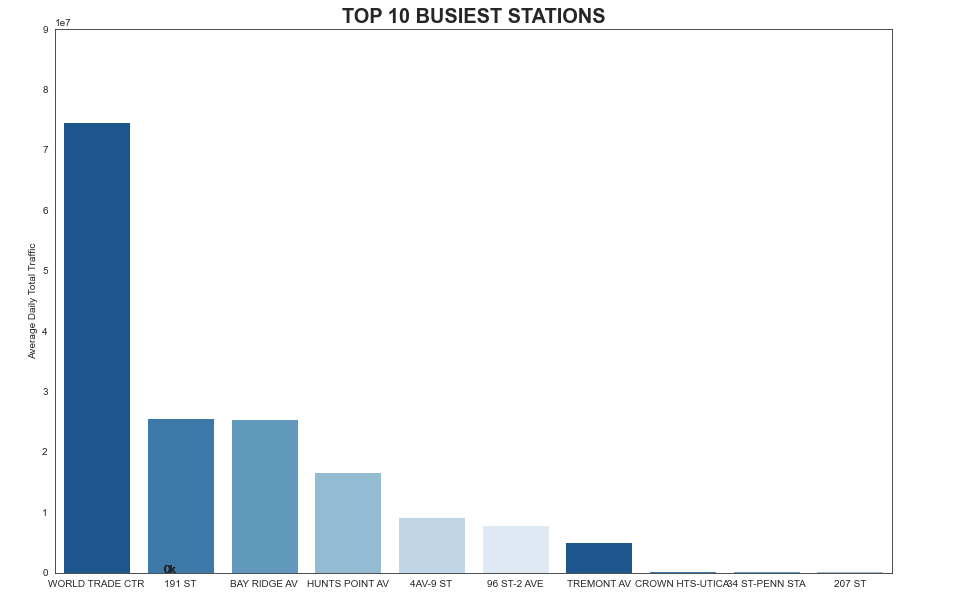 TOP 10 BUSIEST STATIONS
1e7
9
8
7
6
5
4
3
2
1
0
Average Daily Total Traffic
0k
WORLD TRADE CTR 191 ST BAY RIDGE AV HUNTS POINT AV 4AV-9 ST 96 ST-2 AVE TREMONT AV CROWN HTS-UTICA 34 ST-PENN STA 207 ST